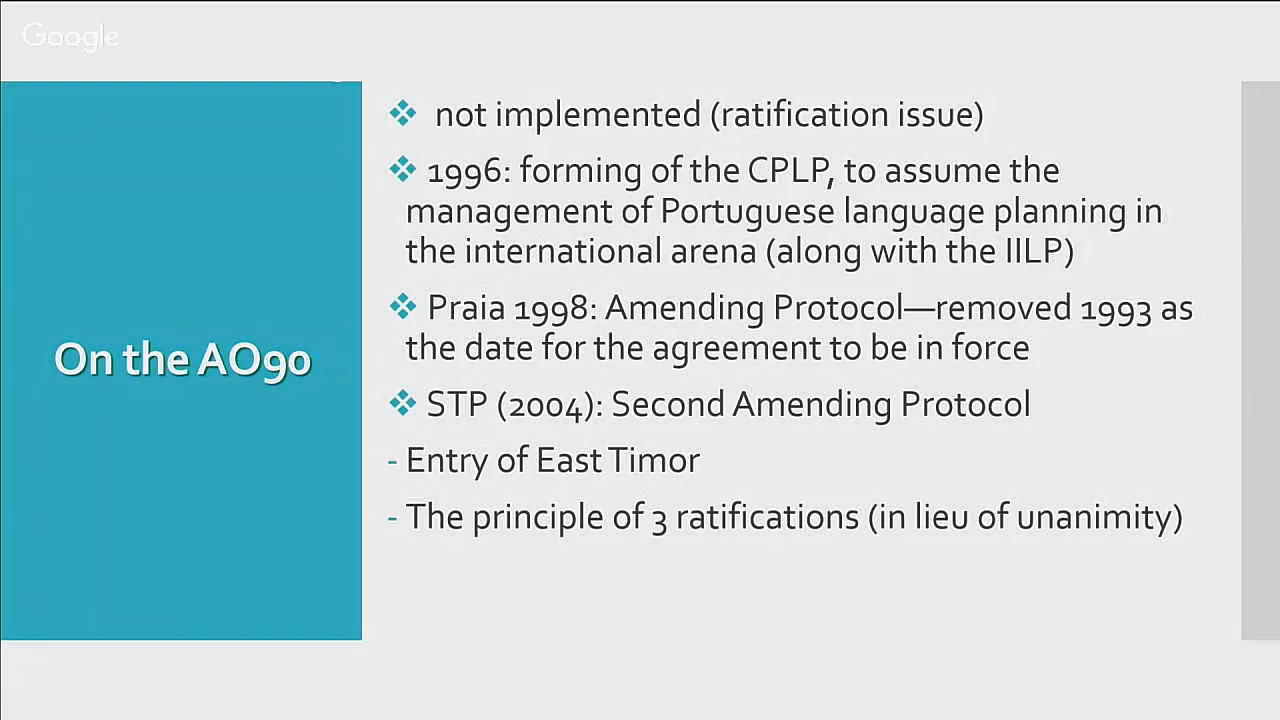 Google
On the AO90
❖ not implemented (ratification issue)
❖ 1996: forming of the CPLP, to assume the
management of Portuguese language planning in
the international arena (along with the IILP)
❖ Praia 1998: Amending Protocol—removed 1993 as
the date for the agreement to be in force
❖ STP (2004): Second Amending Protocol
- Entry of East Timor
- The principle of 3 ratifications (in lieu of unanimity)